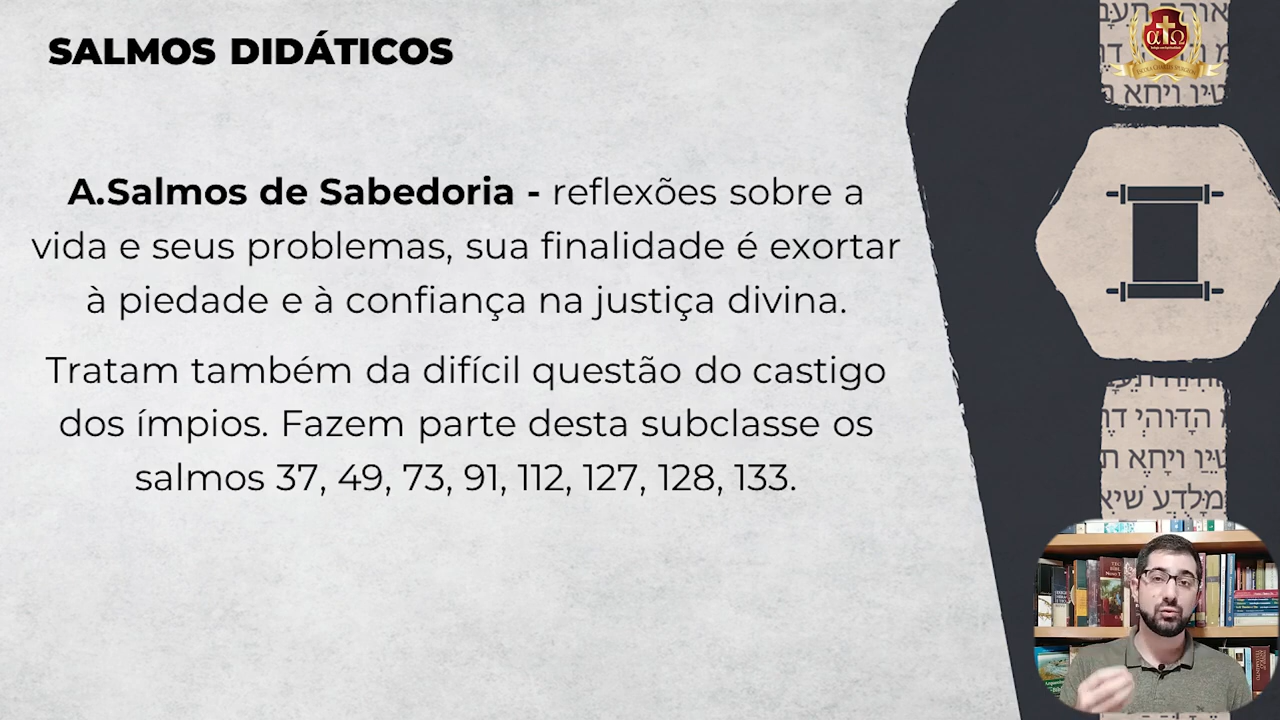 SALMOS DIDÁTICOS
A.Salmos de Sabedoria - reflexões sobre a
vida e seus problemas, sua finalidade é exortar
à piedade e à confiança na justiça divina.
Tratam também da difícil questão do castigo
dos ímpios. Fazem parte desta subclasse os
salmos 37, 49, 73, 91, 112, 127, 128, 133.
α Ω